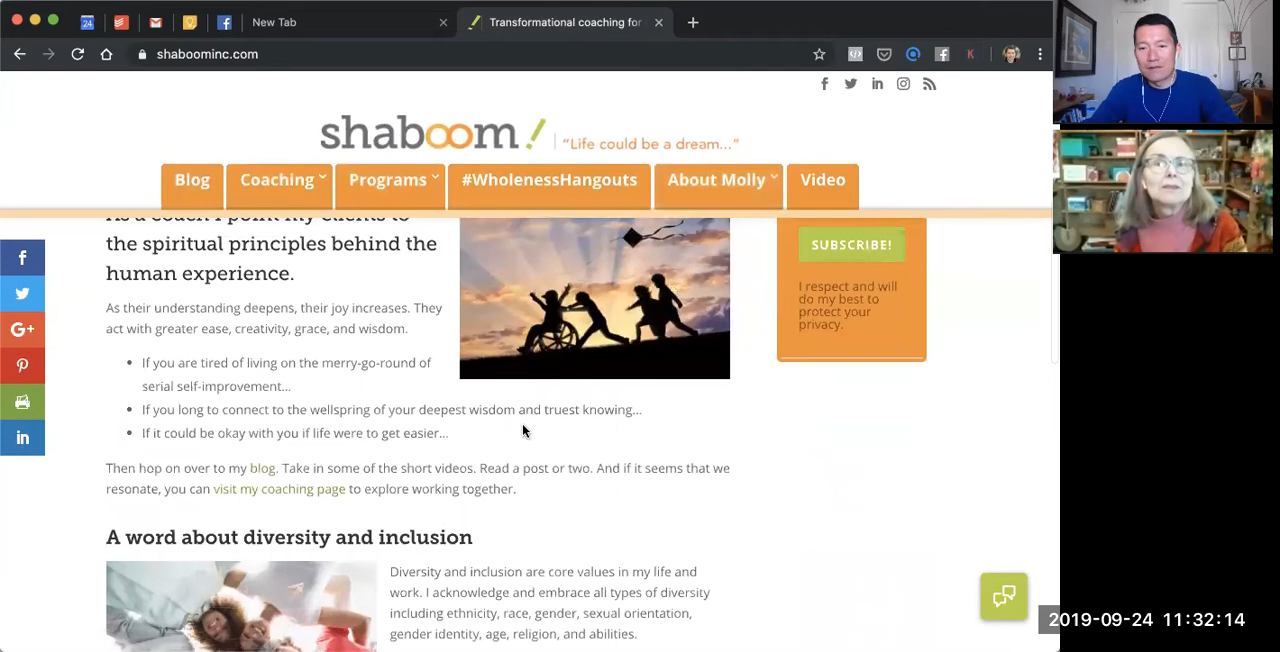 24
New Tab
Transformational coaching for
shaboominc.com
shaboom!
"Life could be a dream..."
Blog
Coaching
Programs
#WholenessHangouts
About Molly
Video
As a coach I point my clients to
the spiritual principles behind the
human experience.
As their understanding deepens, their joy increases. They
act with greater ease, creativity, grace, and wisdom.
• If you are tired of living on the merry-go-round of
serial self-improvement...
• If you long to connect to the wellspring of your deepest wisdom and truest knowing...
• If it could be okay with you if life were to get easier...
Then hop on over to my blog. Take in some of the short videos. Read a post or two. And if it seems that we
resonate, you can visit my coaching page to explore working together.
A word about diversity and inclusion
Diversity and inclusion are core values in my life and
work. I acknowledge and embrace all types of diversity
including ethnicity, race, gender, sexual orientation,
gender identity, age, religion, and abilities.
SUBSCRIBE!
I respect and will
do my best to
protect your
privacy.
2019-09-24 11:32:14